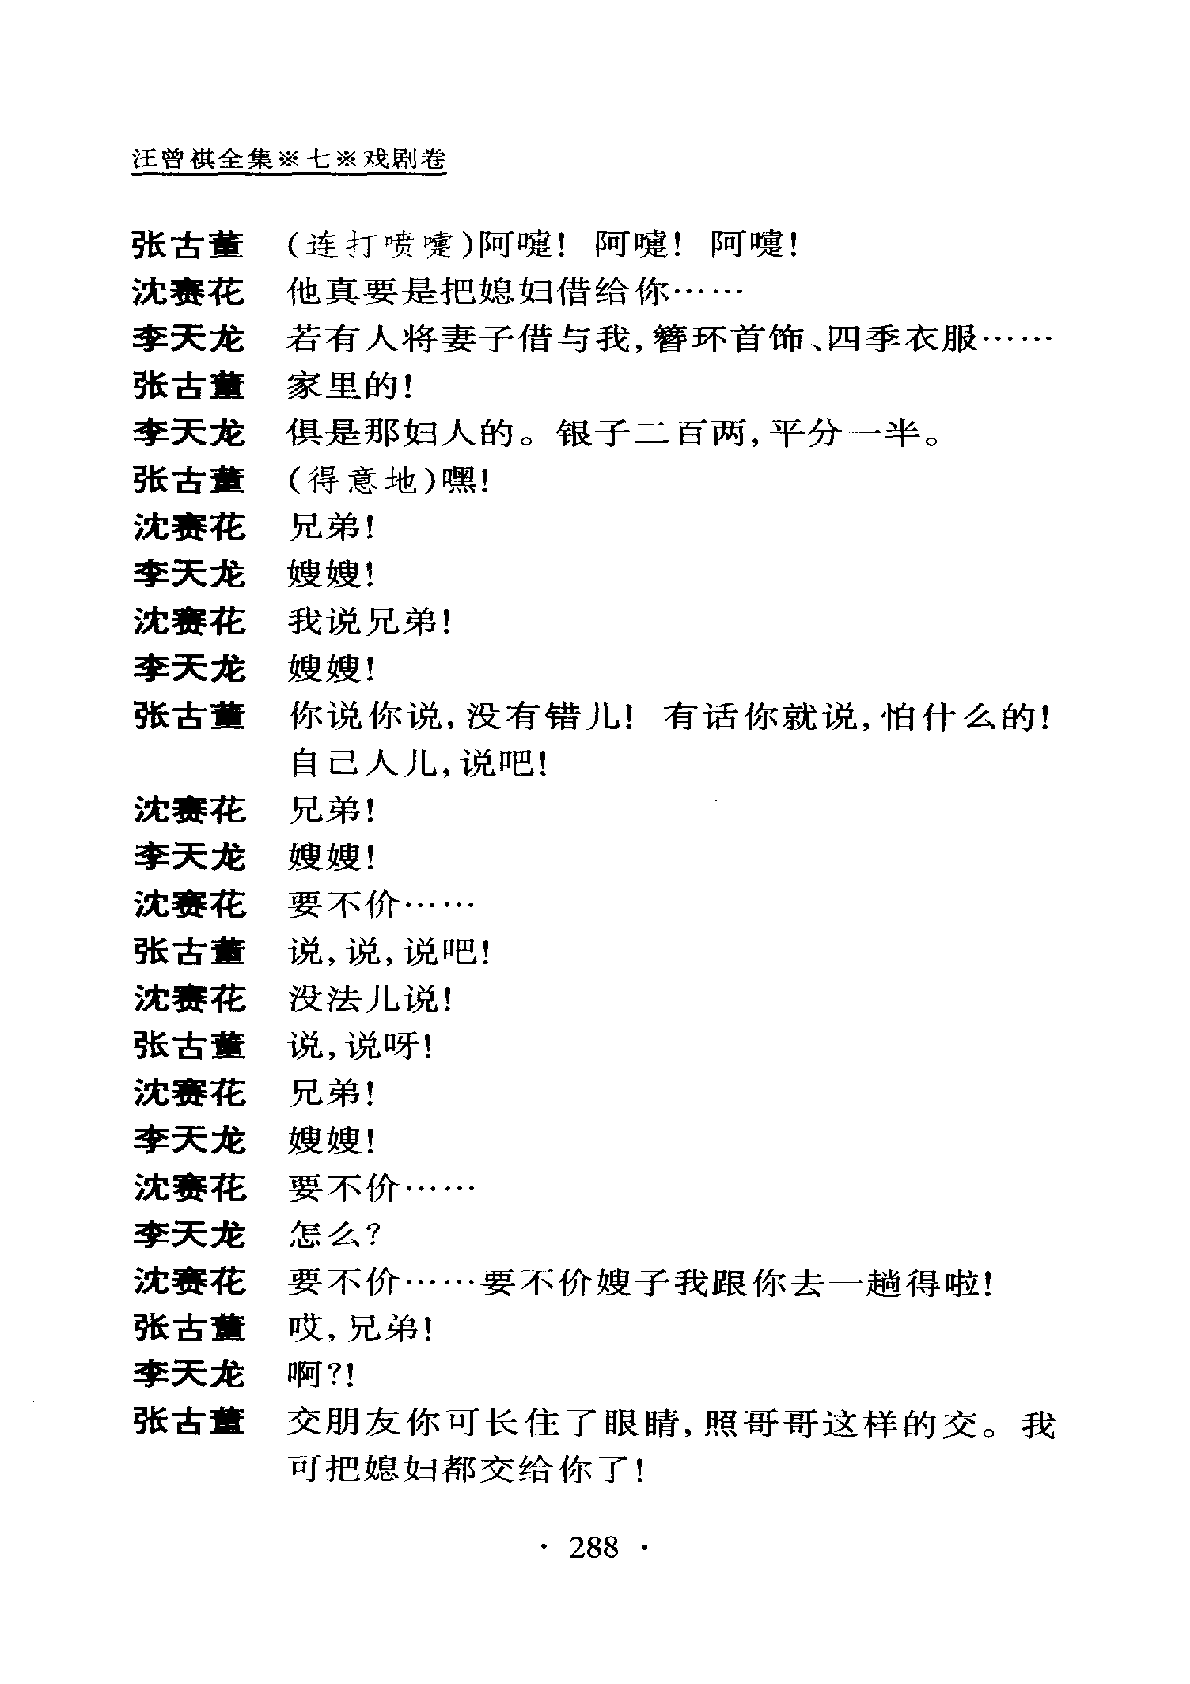 汪曾祺全集※七※戏剧卷
张古董 (连打喷嚏)阿嚏! 阿嚏! 阿嚏!
沈赛花 他真要是把媳妇借给你……
李天龙 若有人将妻子借与我,簪环首饰、四季衣服……
张古董 家里的!
李天龙 俱是那妇人的。银子二百两,平分一半。
张古董 (得意地)嘿!
沈赛花 兄弟!
李天龙 嫂嫂!
沈赛花 我说兄弟!
李天龙 嫂嫂!
张古董 你说你说,没有错儿! 有话你就说,怕什么的!
自己人儿,说吧!
沈赛花 兄弟!
李天龙 嫂嫂!
沈赛花 要不价……
张古董 说,说,说吧!
沈赛花 没法儿说!
张古董 说,说呀!
沈赛花 兄弟!
李天龙 嫂嫂!
沈赛花 要不价……
李天龙 怎么?
沈赛花 要不价……要不价嫂子我跟你去一趟得啦!
张古董 哎,兄弟!
李天龙 啊?!
张古董 交朋友你可长住了眼睛,照哥哥这样的交。我
可把媳妇都交给你了!
· 288 ·